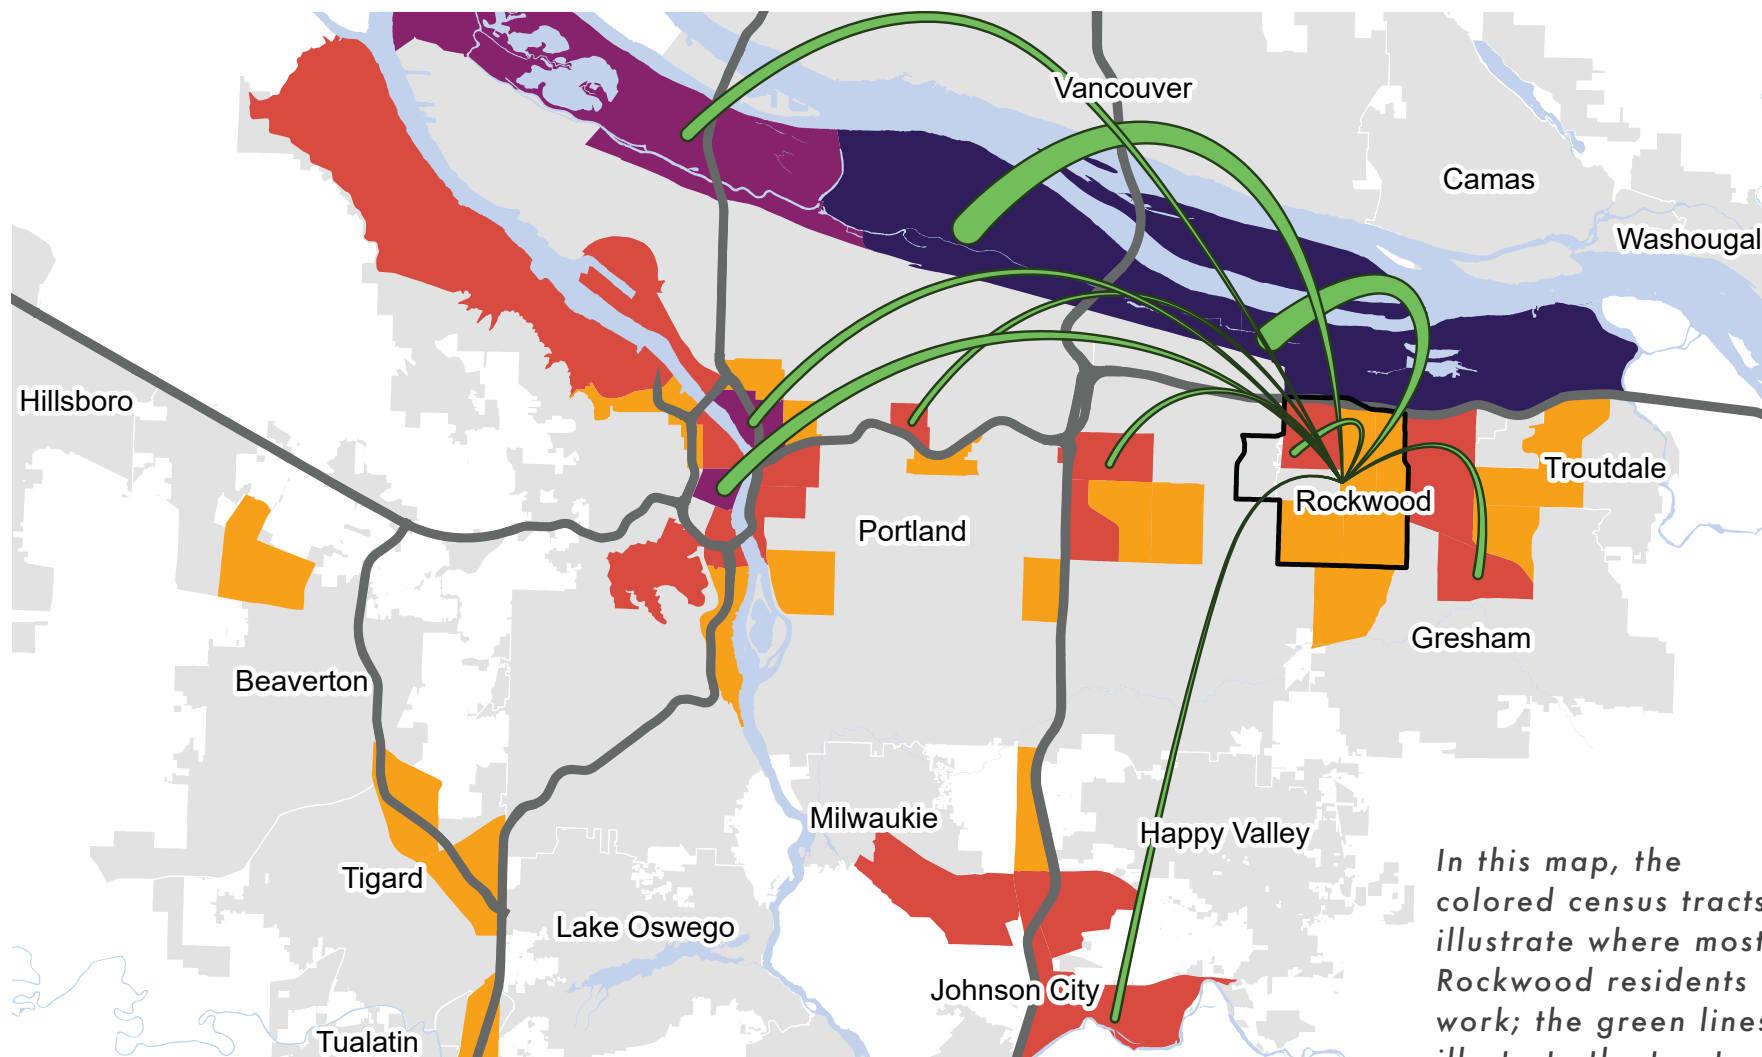 Vancouver
Camas
Washougal
Hillsboro
Troutdale
Rockwood
Portland
Gresham
Beaverton
Milwaukie
Happy Valley
Tigard
Lake Oswego
Johnson City
Tualatin
In this map, the
colored census tracts
illustrate where most
Rockwood residents
work; the green lines